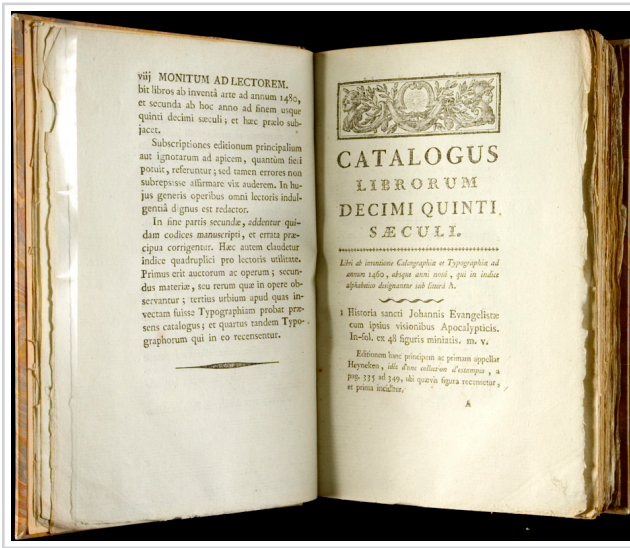 viij MONITUM AD LECTOREM.
bit libros ab inventâ arte ad annum 1480,
et secunda ab hoc anno ad finem usque
quinti decimi sæculi; et hæc prælo sub-
jacet.
Subscriptiones editionum principalium
aut ignotarum ad apicem, quantùm fieri
potuit, referuntur; sed tamen errores non
subrepsisse affirmare vix auderem. In hu-
jus generis operibus omni lectoris indul-
gentiâ dignus est redactor.
In fine partis secundæ, addentur qui-
dam codices manuscripti, et errata præ-
cipua corrigentur. Hæc autem claudetur
indice quadruplici pro lectoris utilitate.
Primus erit auctorum ac operum; secun-
dus materiæ, seu rerum quæ in opere ob-
servantur; tertius urbium apud quas in-
vectam fuisse Typographiam probat præ-
sens catalogus; et quartus tandem Typo-
graphorum qui in eo recensentur.
CATALOGUS
LIBRORUM
DECIMI QUINTI
SÆCULI.
Libri ab inventione Calcographiæ et Typographiæ ad
annum 1460, absque anni notâ, qui in indice
alphabetico designantur sub litterâ A.
1 Historia sancti Johannis Evangelistæ
cum ipsius visionibus Apocalypticis.
In-fol. ex 48 figuris miniatis. m. v.
Editionem hanc principem ac primam appellat
Heyneken, idée d'une collection d'estampes, a
pag. 335 ad 349, ubi quævis figura recensetur,
et prima inciditur.
A